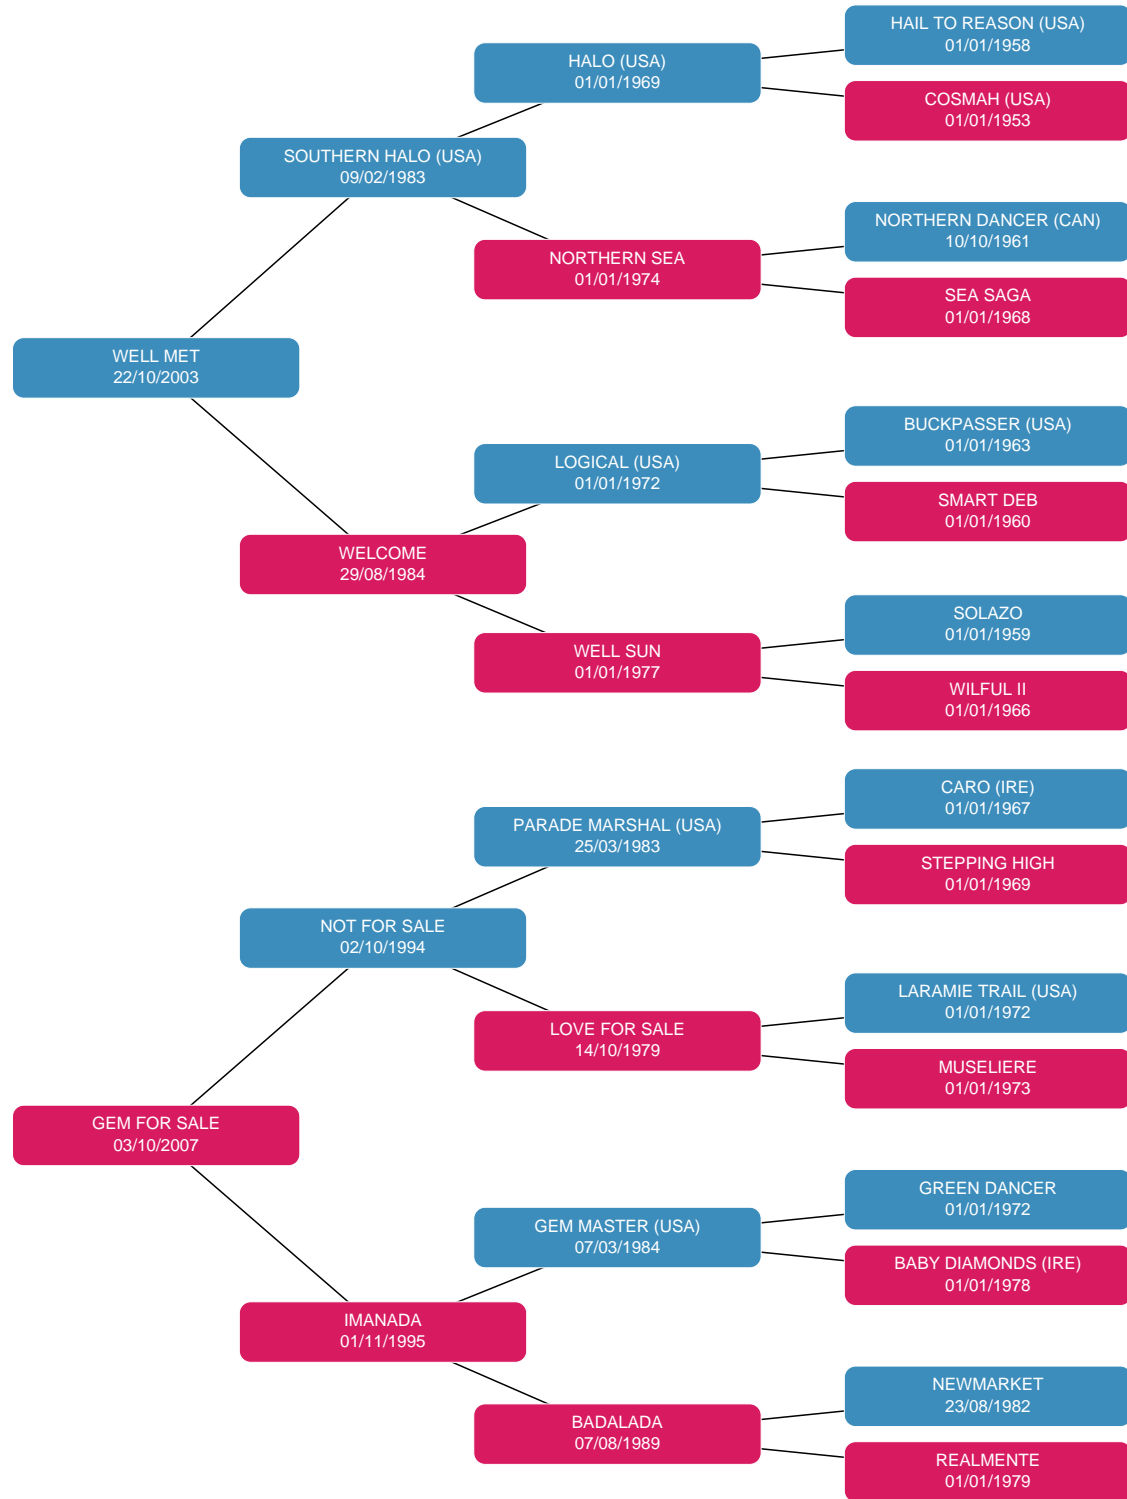 HAIL TO REASON (USA)
01/01/1958
HALO (USA)
01/01/1969
COSMAH (USA)
01/01/1953
SOUTHERN HALO (USA)
09/02/1983
NORTHERN DANCER (CAN)
10/10/1961
NORTHERN SEA
01/01/1974
SEA SAGA
01/01/1968
WELL MET
22/10/2003
BUCKPASSER (USA)
01/01/1963
LOGICAL (USA)
01/01/1972
SMART DEB
01/01/1960
WELCOME
29/08/1984
SOLAZO
01/01/1959
WELL SUN
01/01/1977
WILFUL II
01/01/1966
CARO (IRE)
01/01/1967
PARADE MARSHAL (USA)
25/03/1983
STEPPING HIGH
01/01/1969
NOT FOR SALE
02/10/1994
LARAMIE TRAIL (USA)
01/01/1972
LOVE FOR SALE
14/10/1979
MUSELIERE
01/01/1973
GEM FOR SALE
03/10/2007
GREEN DANCER
01/01/1972
GEM MASTER (USA)
07/03/1984
BABY DIAMONDS (IRE)
01/01/1978
IMANADA
01/11/1995
NEWMARKET
23/08/1982
BADALADA
07/08/1989
REALMENTE
01/01/1979